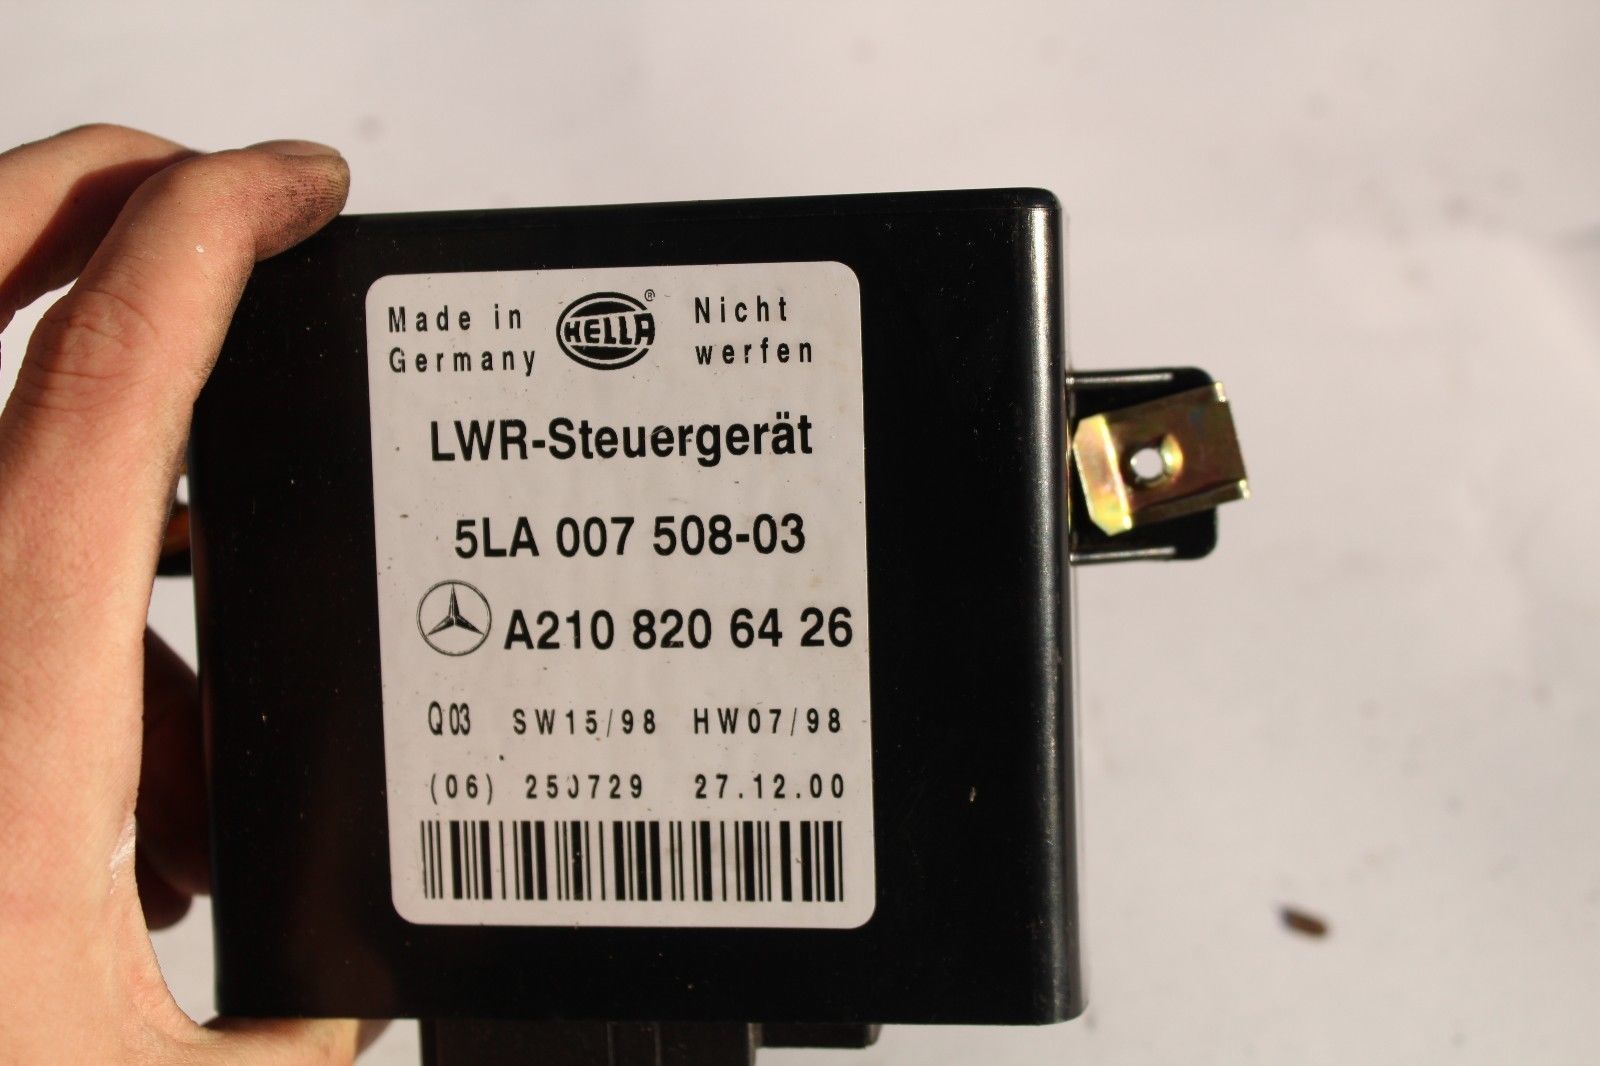 Made in
Germany
HELLA
®
Nicht
werfen
LWR-Steuergerät
5LA 007 508-03
A210 820 64 26
Q03 SW15/98 HW07/98
(06) 250729 27.12.00